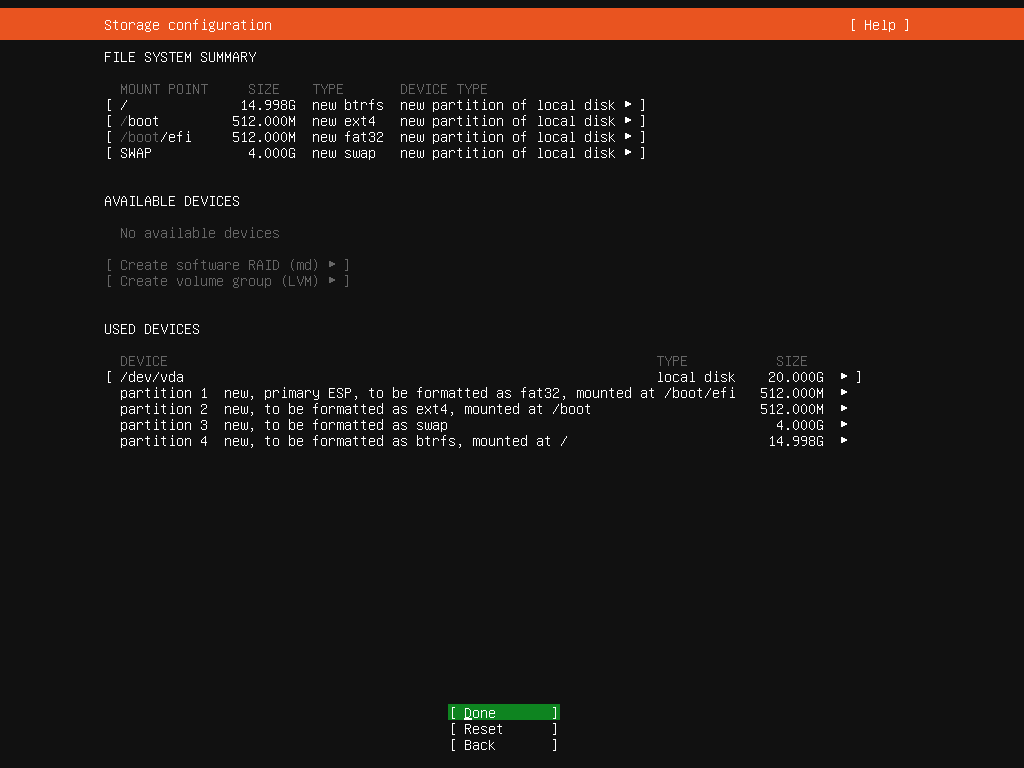 Storage configuration [ Help ]
FILE SYSTEM SUMMARY
MOUNT POINT SIZE TYPE DEVICE TYPE
[ / 14.998G new btrfs new partition of local disk ▸ ]
[ /boot 512.000M new ext4 new partition of local disk ▸ ]
[ /boot/efi 512.000M new fat32 new partition of local disk ▸ ]
[ SWAP 4.000G new swap new partition of local disk ▸ ]
AVAILABLE DEVICES
No available devices
[ Create software RAID (md) ▸ ]
[ Create volume group (LVM) ▸ ]
USED DEVICES
DEVICE TYPE SIZE
[ /dev/vda local disk 20.000G ▸ ]
partition 1 new, primary ESP, to be formatted as fat32, mounted at /boot/efi 512.000M ▸
partition 2 new, to be formatted as ext4, mounted at /boot 512.000M ▸
partition 3 new, to be formatted as swap 4.000G ▸
partition 4 new, to be formatted as btrfs, mounted at / 14.998G ▸
[ Done ]
[ Reset ]
[ Back ]